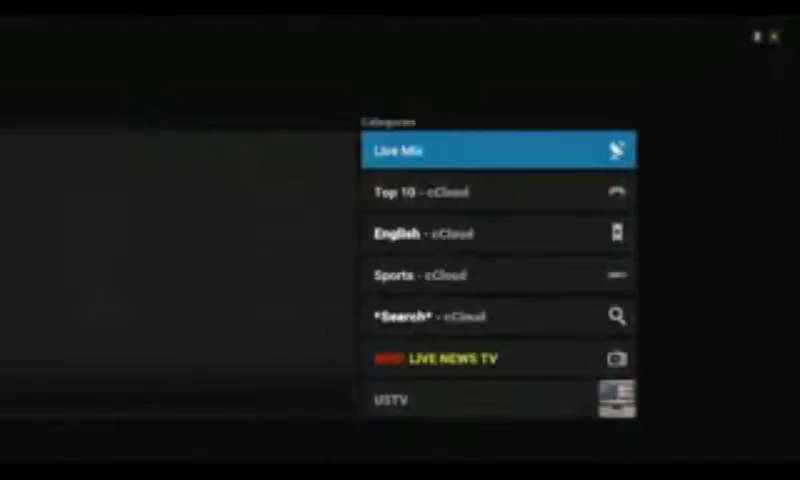 Categories
Live Mix
Top 10 - cCloud
English - cCloud
Sports - cCloud
*Search* - cCloud
LIVE NEWS TV
USTV